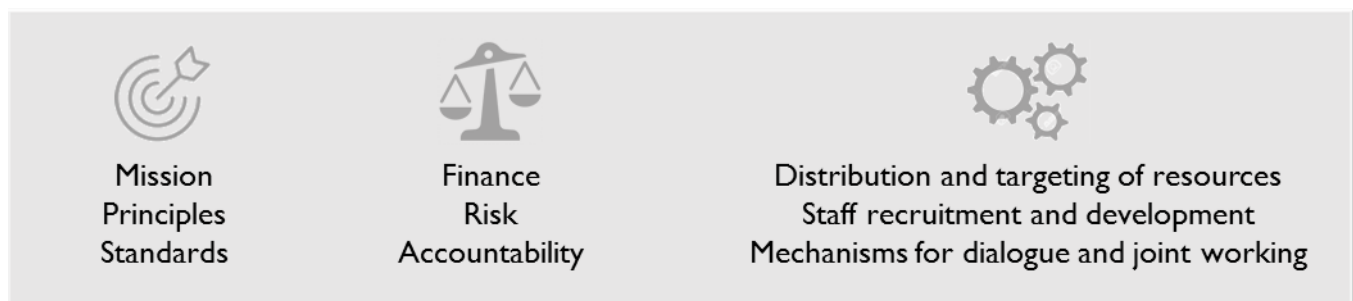 Mission
Principles
Standards
Finance
Risk
Accountability
Distribution and targeting of resources
Staff recruitment and development
Mechanisms for dialogue and joint working